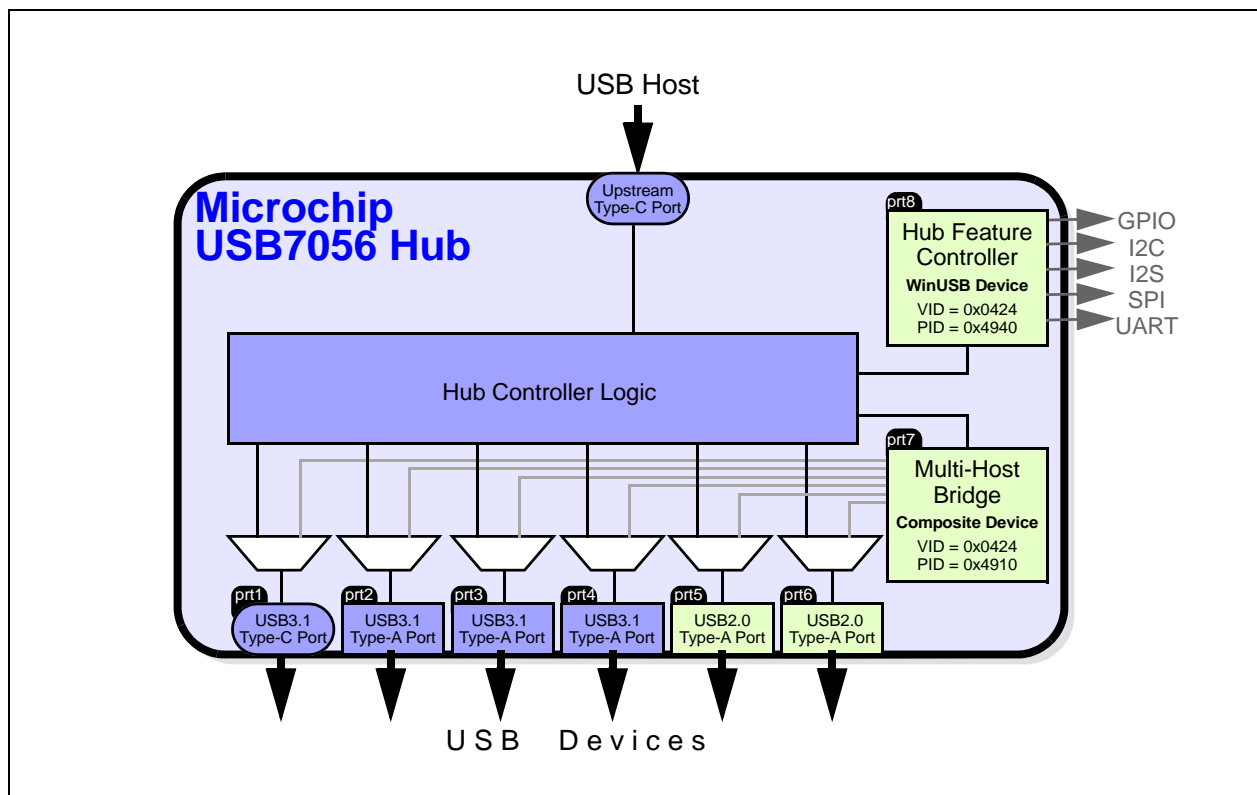 USB Host
Upstream
Type-C Port
Microchip
USB7056 Hub
prt8
Hub Feature
Controller
WinUSB Device
VID = 0x0424
PID = 0x4940
GPIO
I2C
I2S
SPI
UART
Hub Controller Logic
prt7
Multi-Host
Bridge
Composite Device
VID = 0x0424
PID = 0x4910
prt1
USB3.1
Type-C Port
prt2
USB3.1
Type-A Port
prt3
USB3.1
Type-A Port
prt4
USB3.1
Type-A Port
prt5
USB2.0
Type-A Port
prt6
USB2.0
Type-A Port
USB Devices